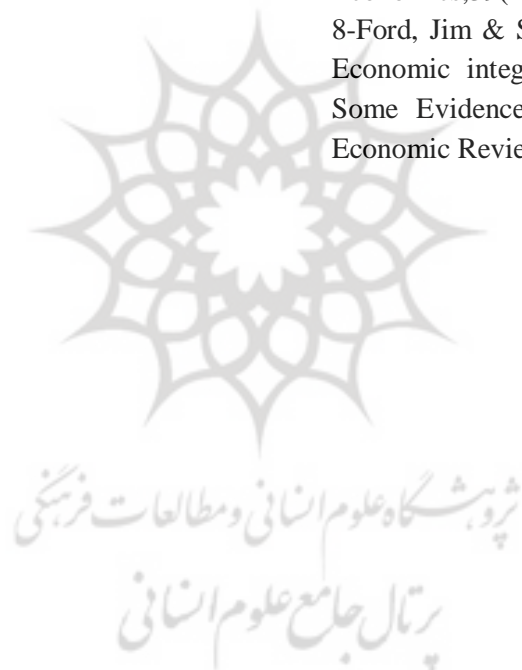 8-Ford, Jim &
Economic integ
Some Evidence
Economic Revie
پژوهشگاه علوم انسانی و مطالعات فرهنگی
پرتال جامع علوم انسانی